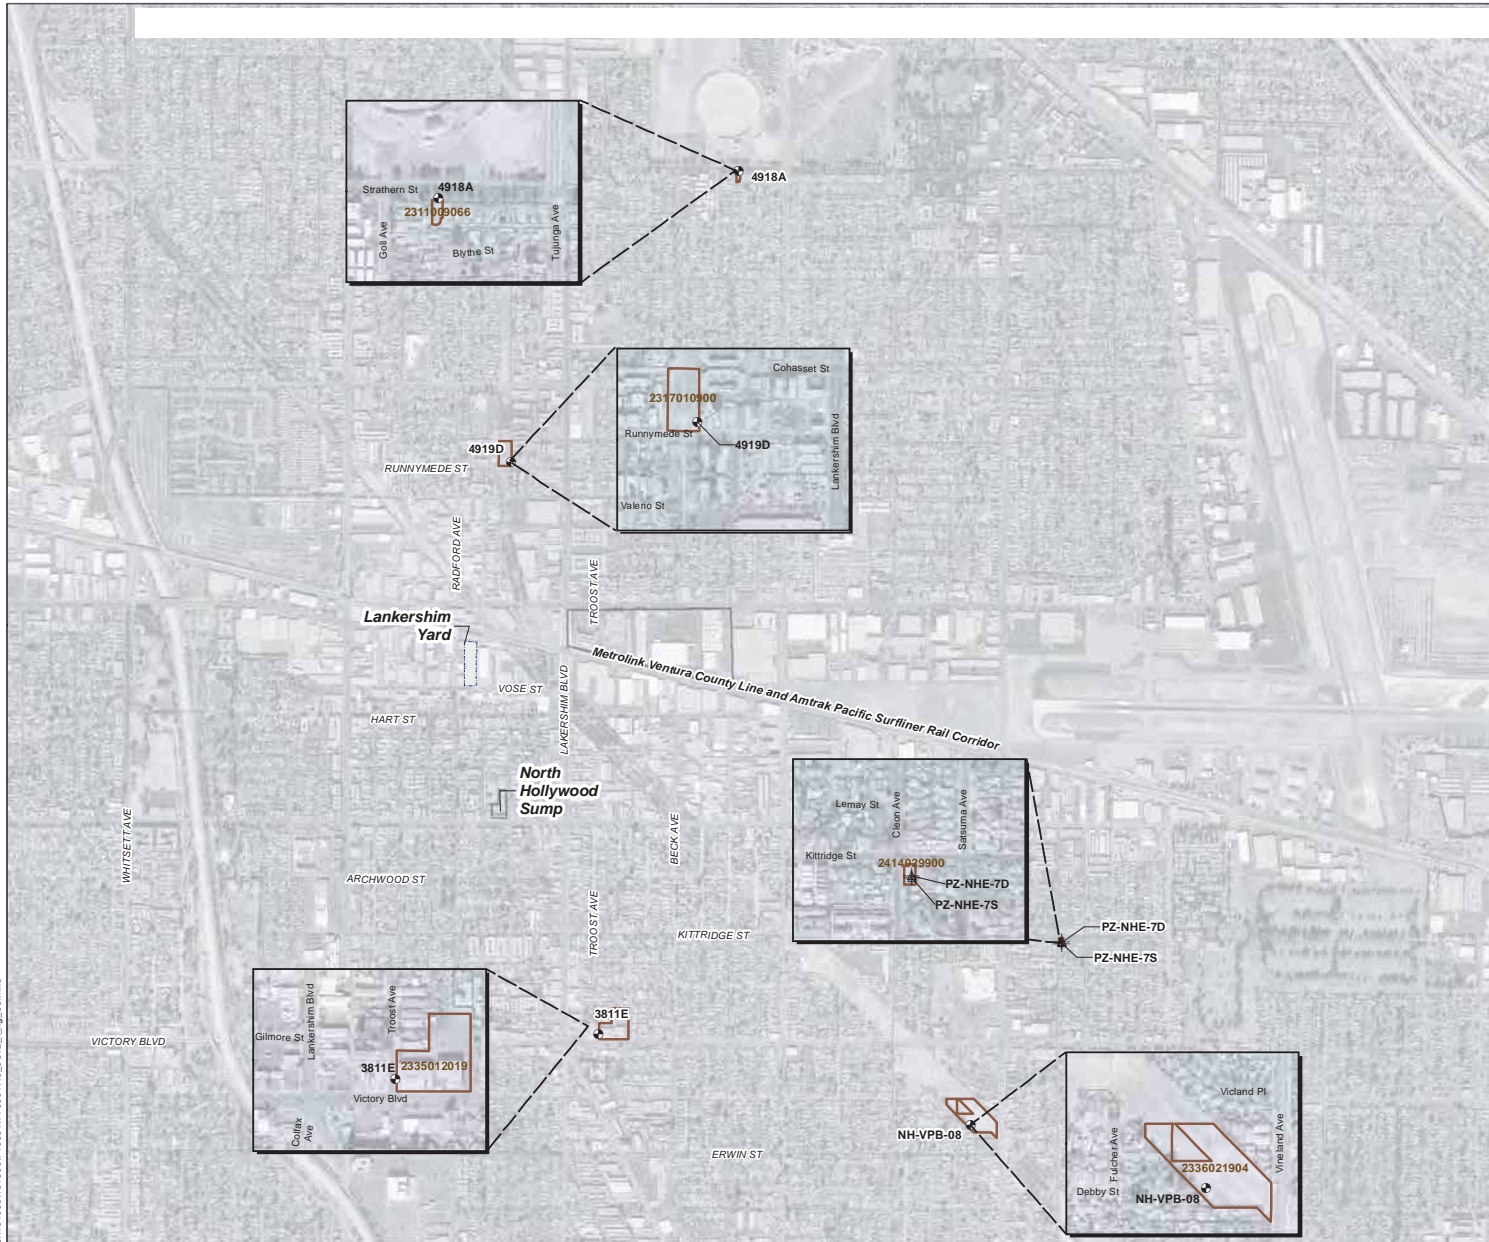 Strathern St
4918A
2311009066
Goll Ave
Blythe St
Tujunga Ave
4918A
Cohasset St
2317010900
Runnymede St
4919D
Lankershim Blvd
Valerio St
4919D
RUNNYMEDE ST
RADFORD AVE
TROOST AVE
Lankershim
Yard
Metrolink Ventura County Line and Amtrak Pacific Surfliner Rail Corridor
VOSE ST
LAKERSHIM BLVD
HART ST
North
Hollywood
Sump
WHITSETT AVE
BECK AVE
ARCHWOOD ST
TROOST AVE
KITTRIDGE ST
Lemay St
Cleon Ave
Satsuma Ave
Kittridge St
2414029900
PZ-NHE-7D
PZ-NHE-7S
PZ-NHE-7D
PZ-NHE-7S
Lankershim Blvd
Troost Ave
Gilmore St
3811E
2335012019
Victory Blvd
Colfax
Ave
3811E
VICTORY BLVD
ERWIN ST
NH-VPB-08
Vicland Pl
Fulcher Ave
Vineland Ave
2336021904
Debby St
NH-VPB-08